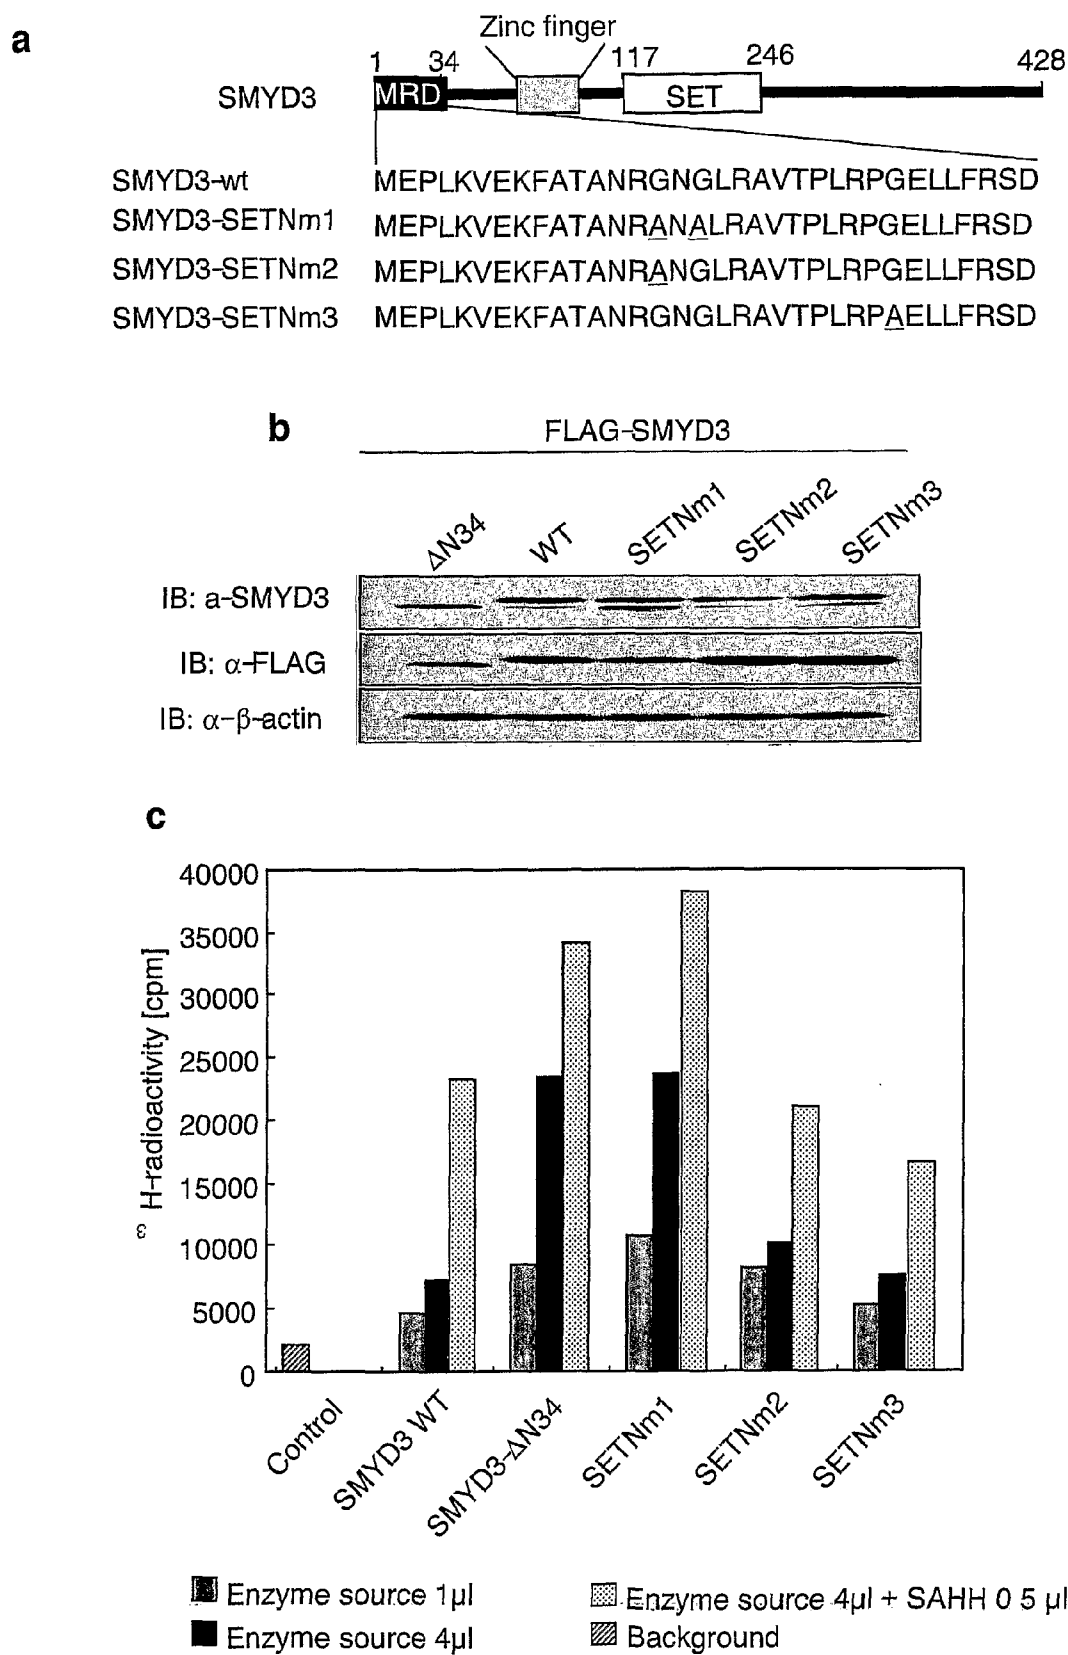 a
Zinc finger
1 34 117 246 428
SMYD3 MRD SET
SMYD3-wt MEPLKVEKFATANRGNGLRAVTPLRPGELLFRSD
SMYD3-SETNm1 MEPLKVEKFATANRANALRAVTPLRPGELLFRSD
SMYD3-SETNm2 MEPLKVEKFATANRANGLRAVTPLRPGELLFRSD
SMYD3-SETNm3 MEPLKVEKFATANRGNGLRAVTPLRPAELLFRSD
b
FLAG-SMYD3
ΔN34 WT SETNm1 SETNm2 SETNm3
IB: a-SMYD3
IB: α-FLAG
IB: α-β-actin
c
40000
35000
30000
25000
20000
15000
10000
5000
0
3 H-radioactivity [cpm]
Control SMYD3 WT SMYD3-ΔN34 SETNm1 SETNm2 SETNm3
Enzyme source 1μl
Enzyme source 4μl
Enzyme source 4μl + SAHH 0 5 μl
Background